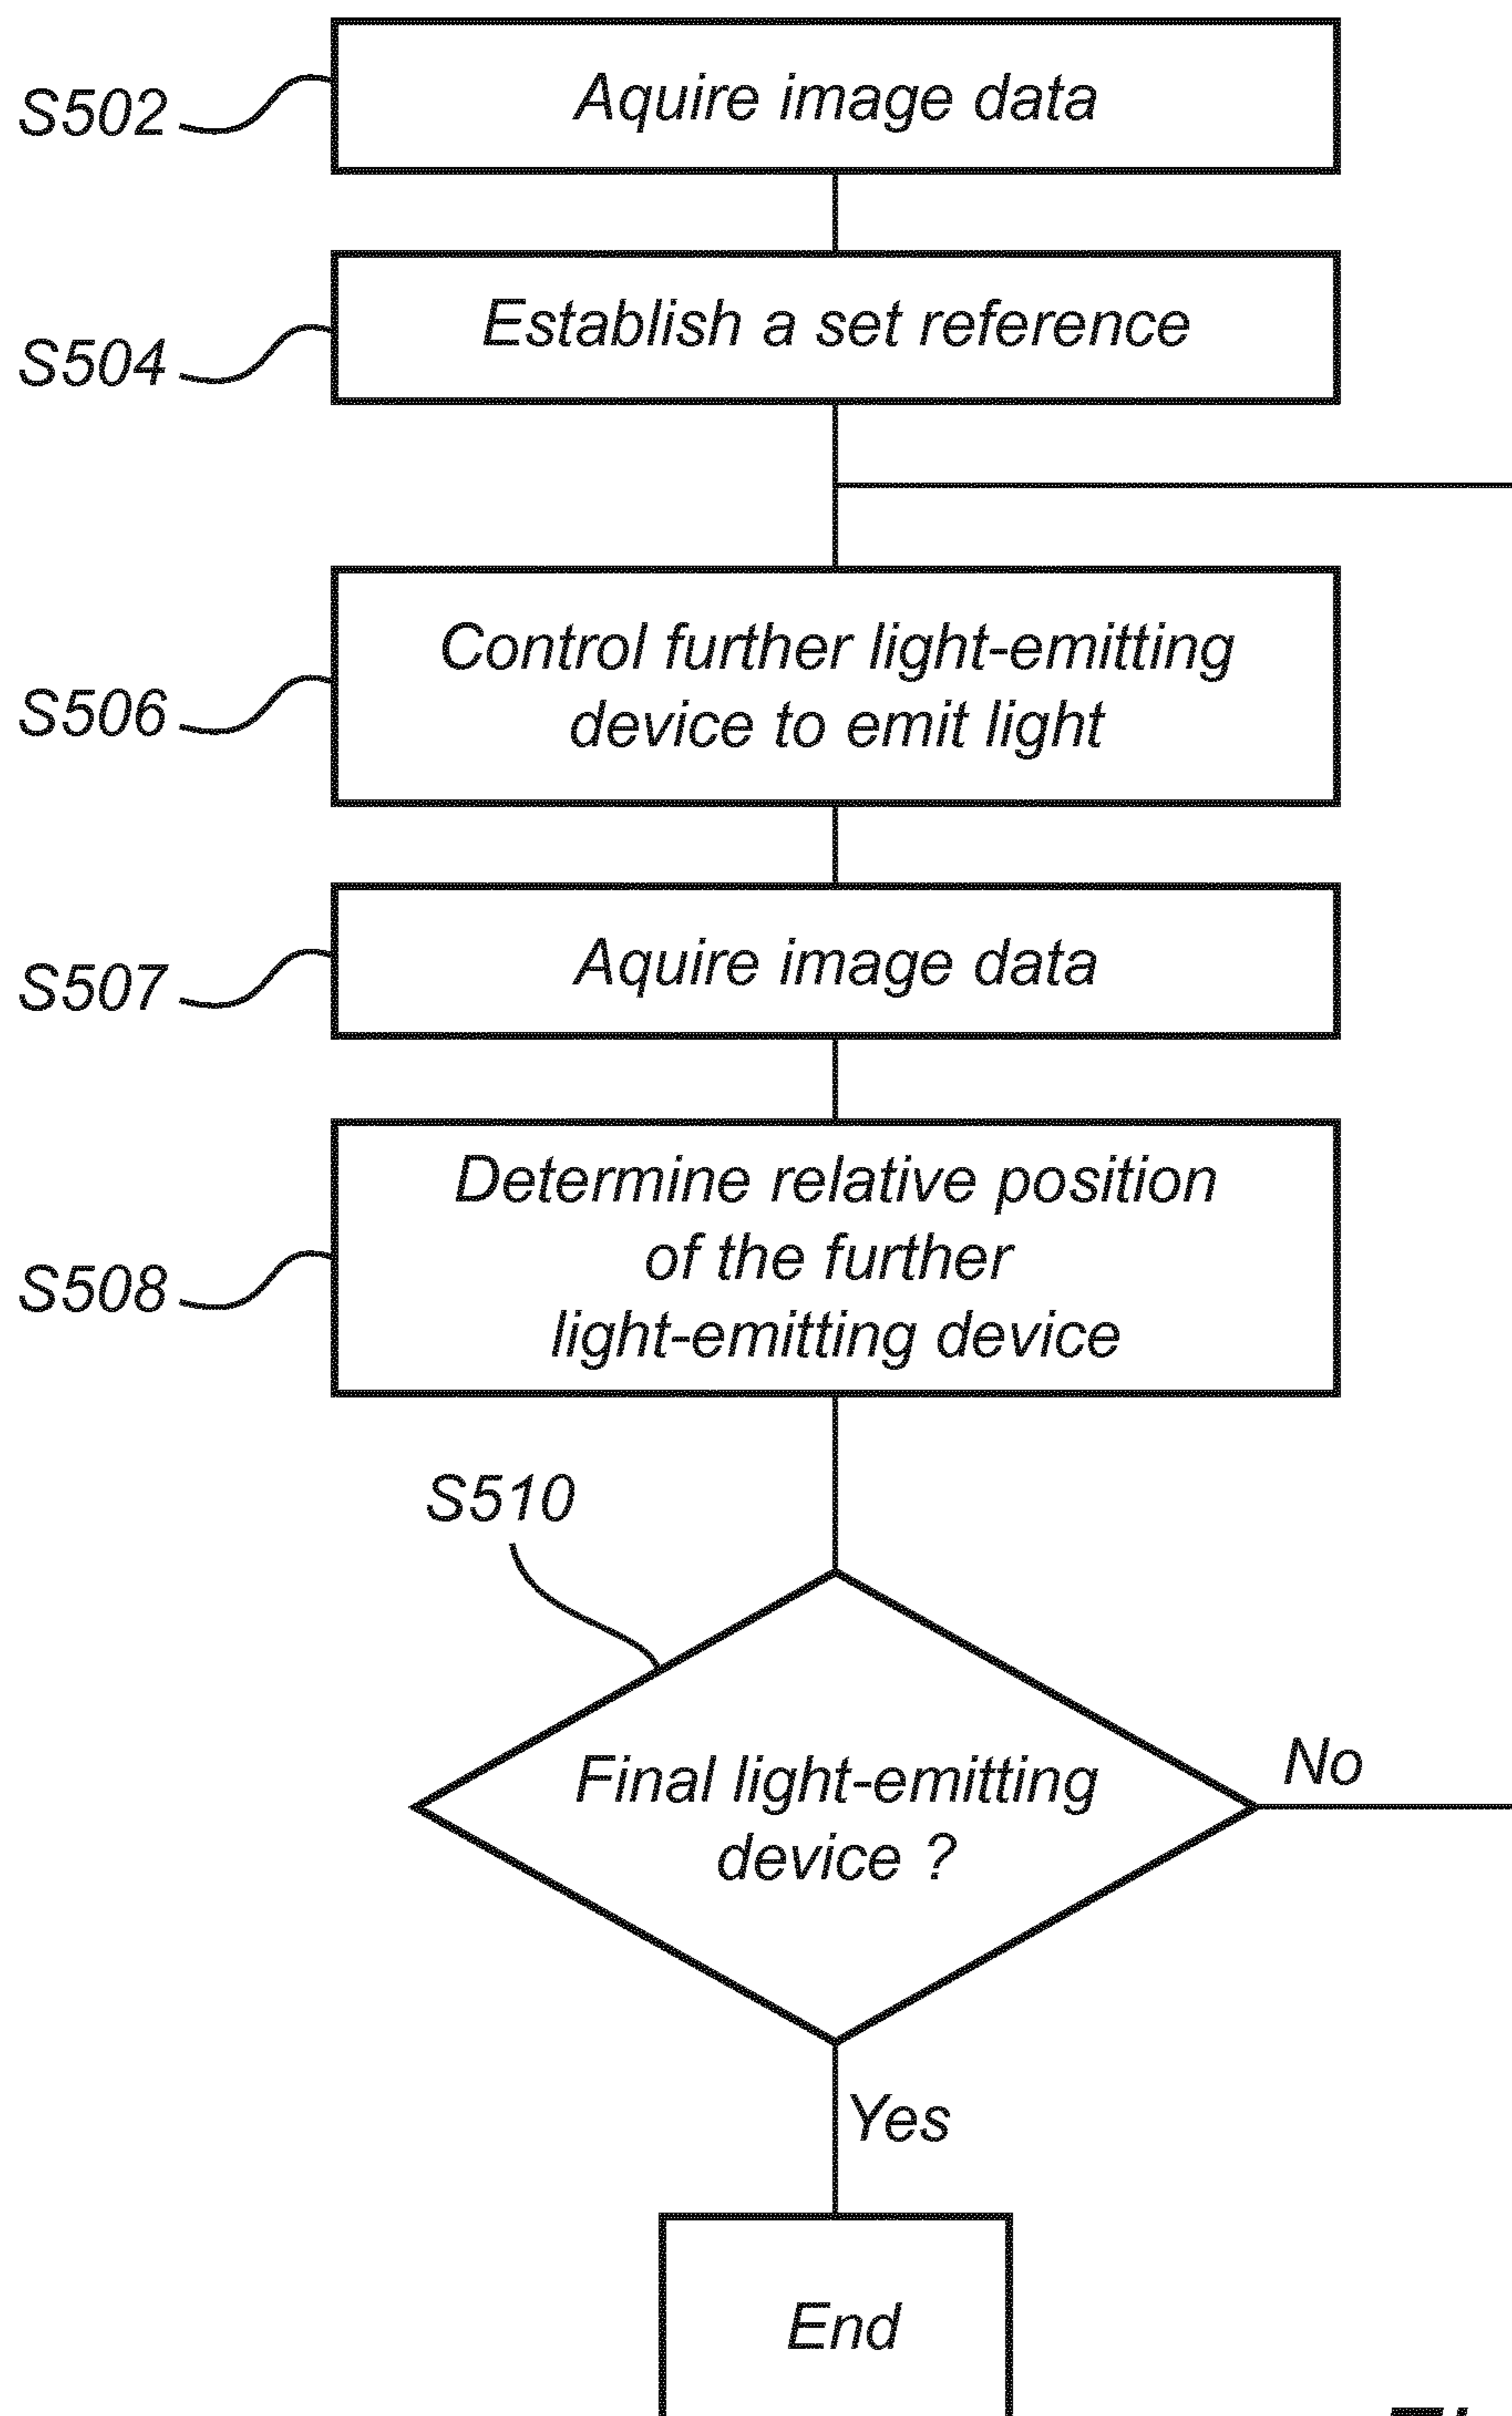 S502
Aquire image data
S504
Establish a set reference
S506
Control further light-emitting
device to emit light
S507
Aquire image data
S508
Determine relative position
of the further
light-emitting device
S510
Final light-emitting
device ?
No
Yes
End